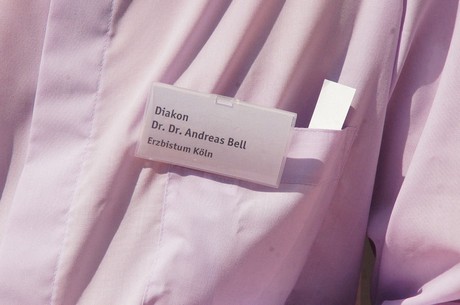 Diakon
Dr. Dr. Andreas Bell
Erzbistum Köln